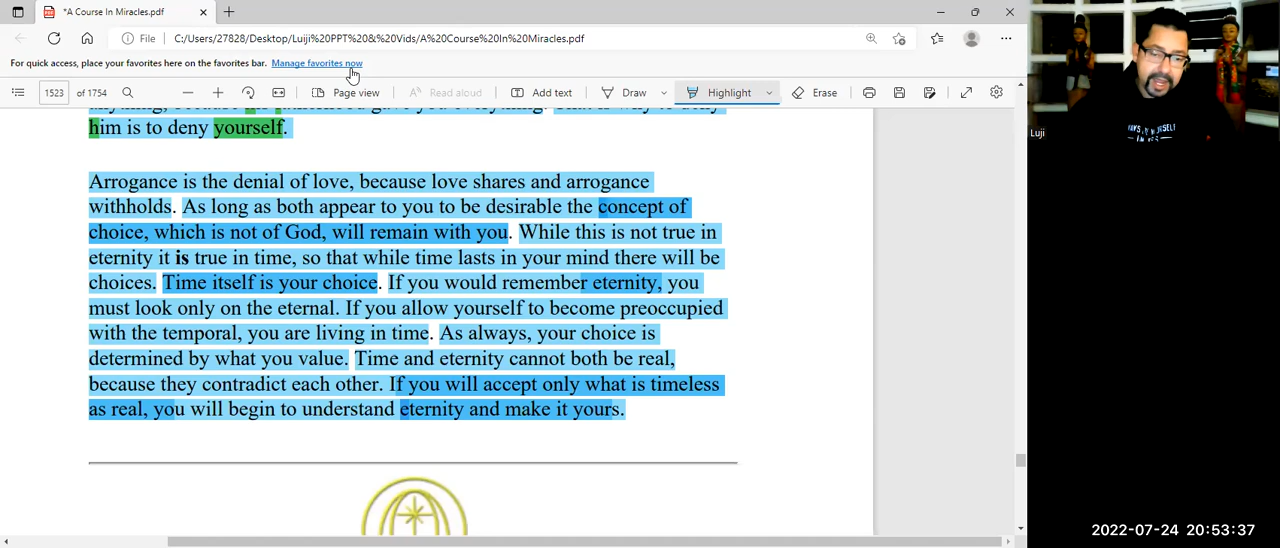 *A Course In Miracles.pdf
File
C:/Users/27828/Desktop/Luiji%20PPT%20&%20Vids/A%20Course%20In%20Miracles.pdf
For quick access, place your favorites here on the favorites bar. Manage favorites now
1523 of 1754
Page view
Read aloud
Add text
Draw
Highlight
Erase
him is to deny yourself.
Arrogance is the denial of love, because love shares and arrogance
withholds. As long as both appear to you to be desirable the concept of
choice, which is not of God, will remain with you. While this is not true in
eternity it is true in time, so that while time lasts in your mind there will be
choices. Time itself is your choice. If you would remember eternity, you
must look only on the eternal. If you allow yourself to become preoccupied
with the temporal, you are living in time. As always, your choice is
determined by what you value. Time and eternity cannot both be real,
because they contradict each other. If you will accept only what is timeless
as real, you will begin to understand eternity and make it yours.
Luji
2022-07-24 20:53:37